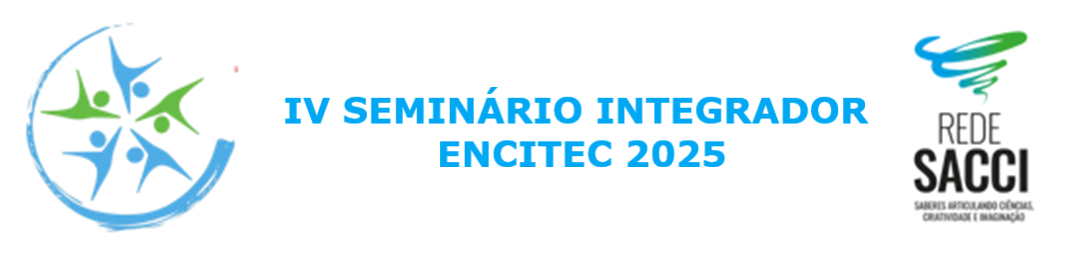 IV SEMINÁRIO INTEGRADOR
ENCITEC 2025
REDE
SACCI
SABERES ARTICULANDO CIÊNCIAS,
CRIATIVIDADE E IMAGINAÇÃO